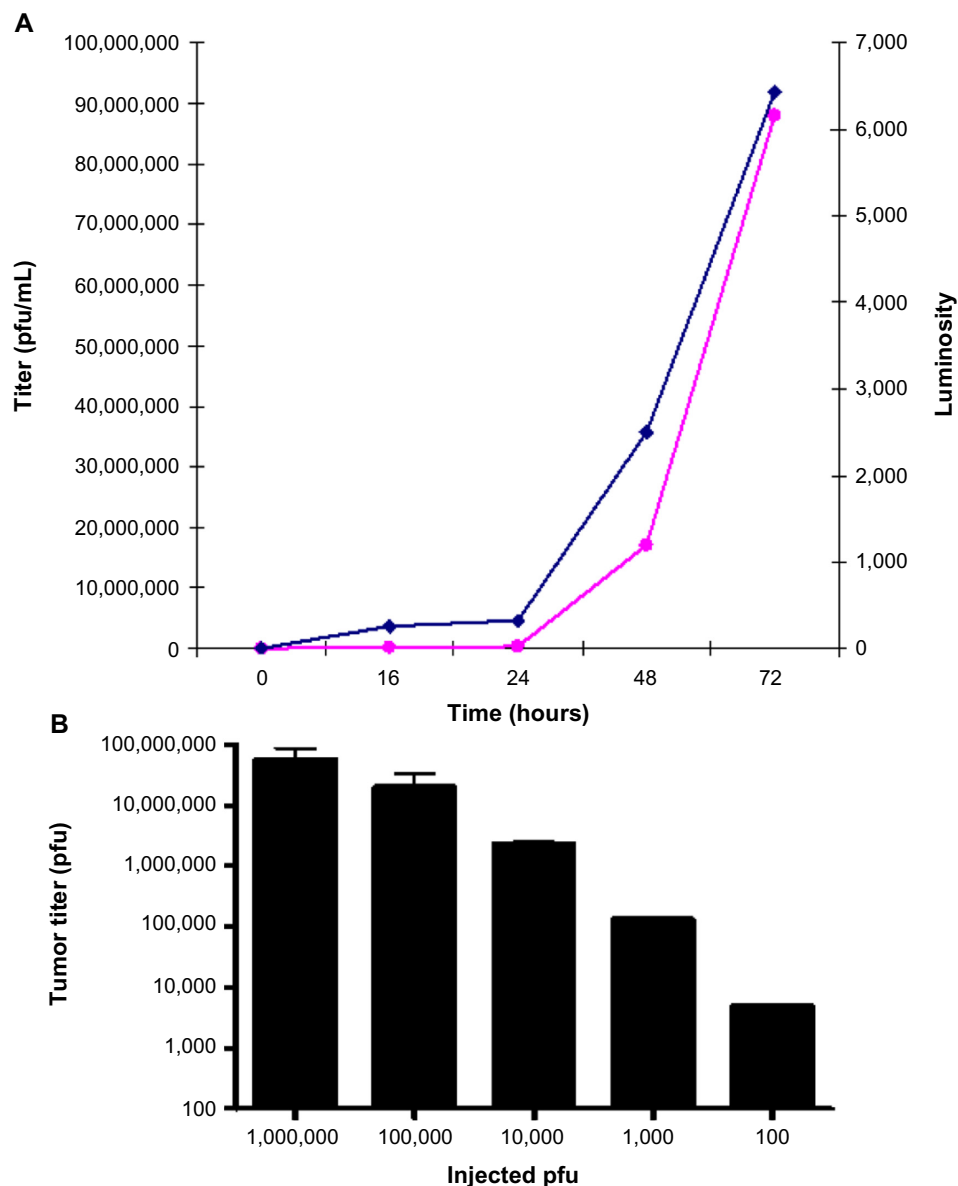 A
100,000,000
90,000,000
80,000,000
70,000,000
60,000,000
50,000,000
40,000,000
30,000,000
20,000,000
10,000,000
0
Titer (pfu/mL)
7,000
6,000
5,000
4,000
3,000
2,000
1,000
0
Luminosity
0 16 24 48 72
Time (hours)
B
100,000,000
10,000,000
1,000,000
100,000
10,000
1,000
100
Tumor titer (pfu)
1,000,000 100,000 10,000 1,000 100
Injected pfu